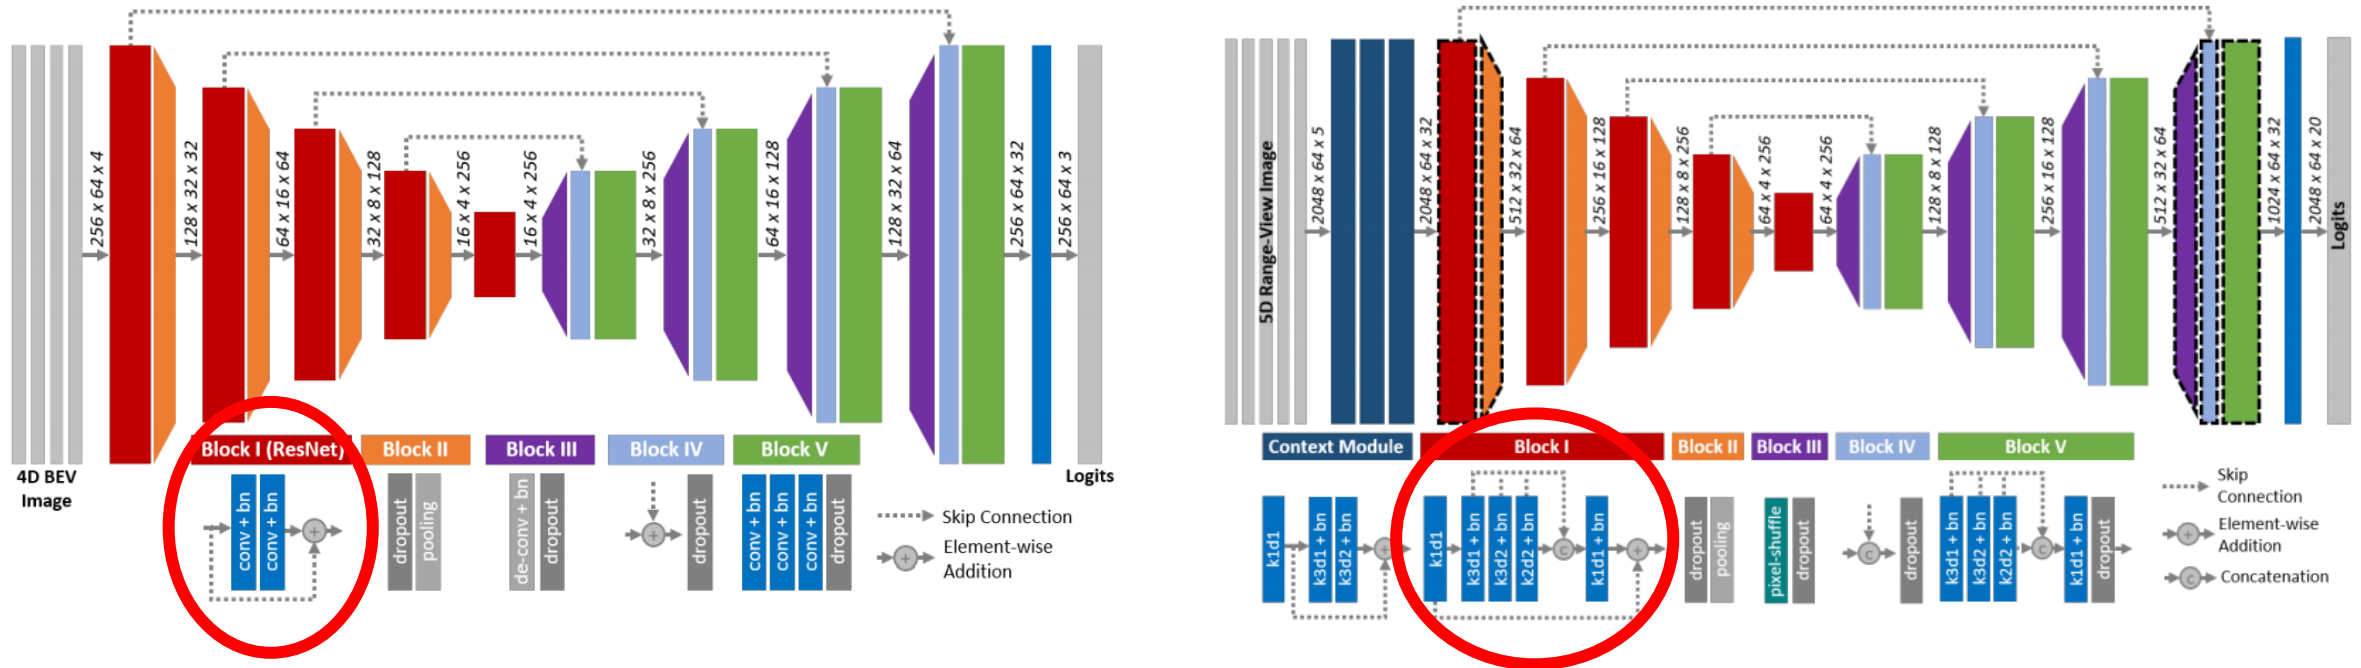 4D BEV
Image
256 x 64 x 4
128 x 32 x 32
64 x 16 x 64
32 x 8 x 128
16 x 4 x 256
16 x 4 x 256
32 x 8 x 256
64 x 16 x 128
128 x 32 x 64
256 x 64 x 32
256 x 64 x 3
Logits
Block I (ResNet)
Block II
Block III
Block IV
Block V
conv + bn
conv + bn
+
dropout
pooling
de-conv + bn
dropout
+
dropout
conv + bn
conv + bn
conv + bn
dropout
Skip Connection
+
Element-wise
Addition
5D Range-View Image
2048 x 64 x 5
2048 x 64 x 32
512 x 32 x 64
256 x 16 x 128
128 x 8 x 256
64 x 4 x 256
64 x 4 x 256
128 x 8 x 128
256 x 16 x 128
512 x 32 x 64
1024 x 64 x 32
2048 x 64 x 20
Logits
Context Module
Block I
Block II
Block III
Block IV
Block V
k1d1
k3d1 + bn
k3d2 + bn
+
k1d1
k3d1 + bn
k3d2 + bn
k2d2 + bn
C
k1d1 + bn
+
dropout
pooling
pixel-shuffle
dropout
C
dropout
k3d1 + bn
k3d2 + bn
k2d2 + bn
C
k1d1 + bn
dropout
Skip
Connection
+
Element-wise
Addition
C
Concatenation